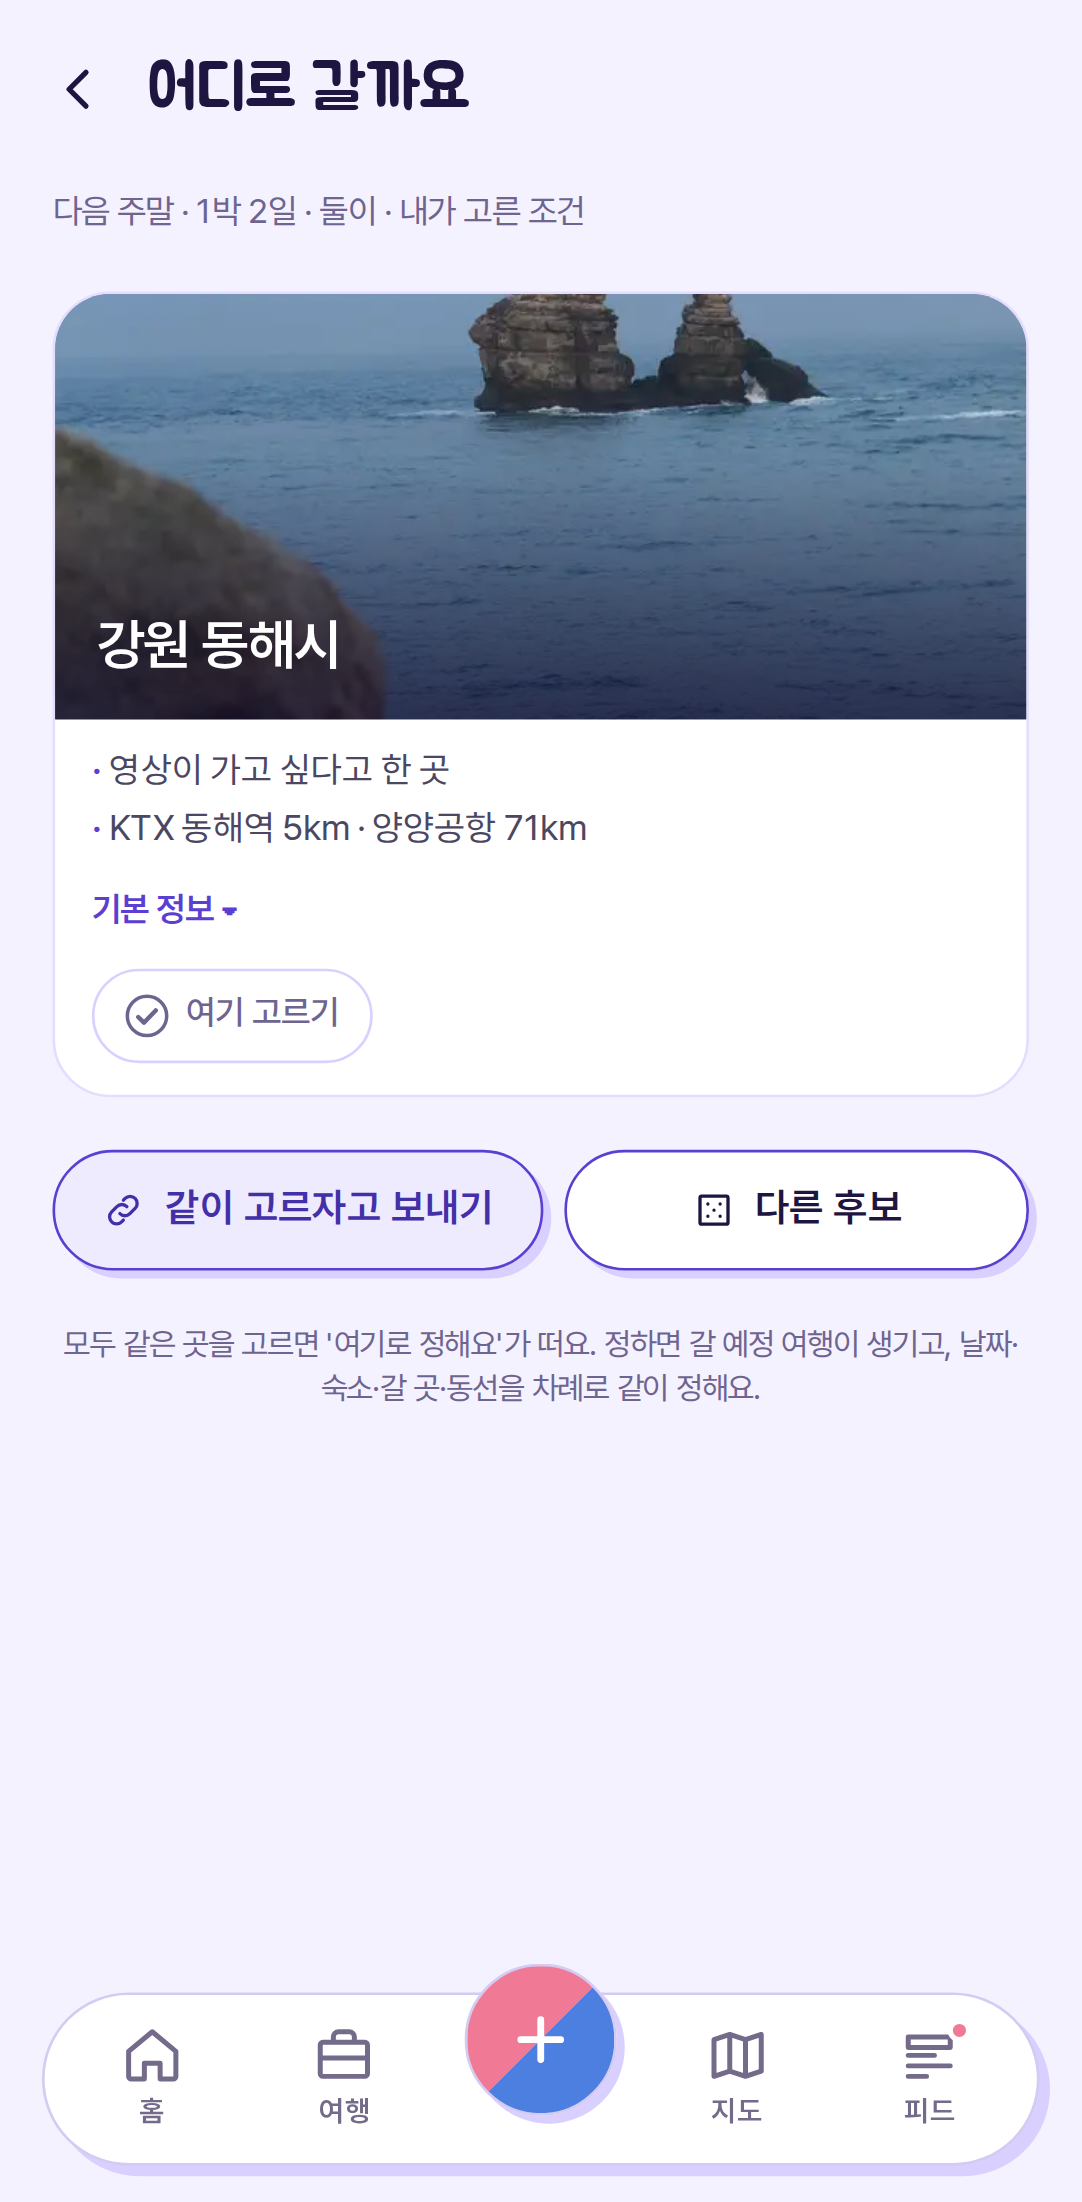 어디로 갈까요
다음 주말 · 1박 2일 · 둘이 · 내가 고른 조건
강원 동해시
· 영상이 가고 싶다고 한 곳
· KTX 동해역 5km · 양양공항 71km
기본 정보
여기 고르기
같이 고르자고 보내기
다른 후보
모두 같은 곳을 고르면 '여기로 정해요'가 떠요. 정하면 갈 예정 여행이 생기고, 날짜·
숙소·갈 곳·동선을 차례로 같이 정해요.
홈
여행
지도
피드